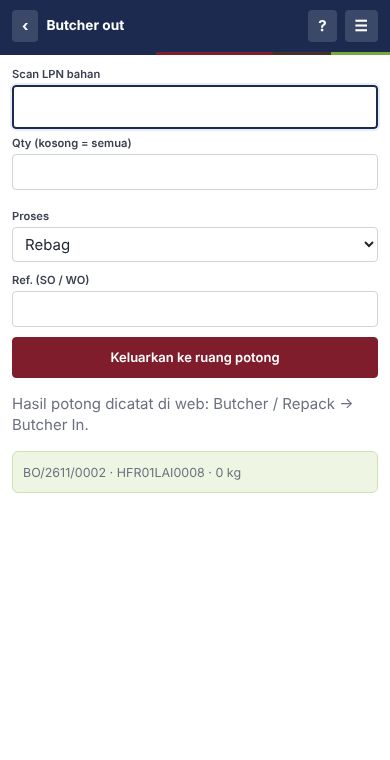 ‹ Butcher out ? ☰
Scan LPN bahan
Qty (kosong = semua)
Proses
Rebag
Ref. (SO / WO)
Keluarkan ke ruang potong
Hasil potong dicatat di web: Butcher / Repack →
Butcher In.
BO/2611/0002 · HFR01LAI0008 · 0 kg